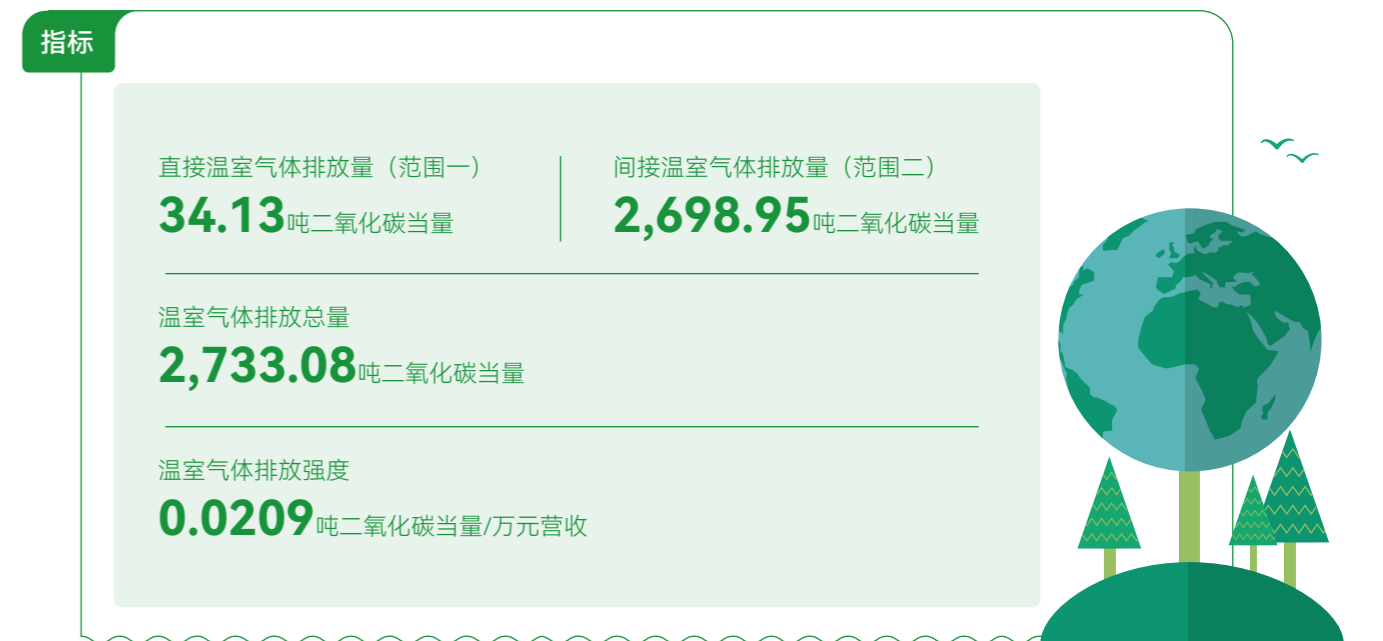 指标
直接温室气体排放量（范围一）
34.13吨二氧化碳当量
间接温室气体排放量（范围二）
2,698.95吨二氧化碳当量
温室气体排放总量
2,733.08吨二氧化碳当量
温室气体排放强度
0.0209吨二氧化碳当量/万元营收